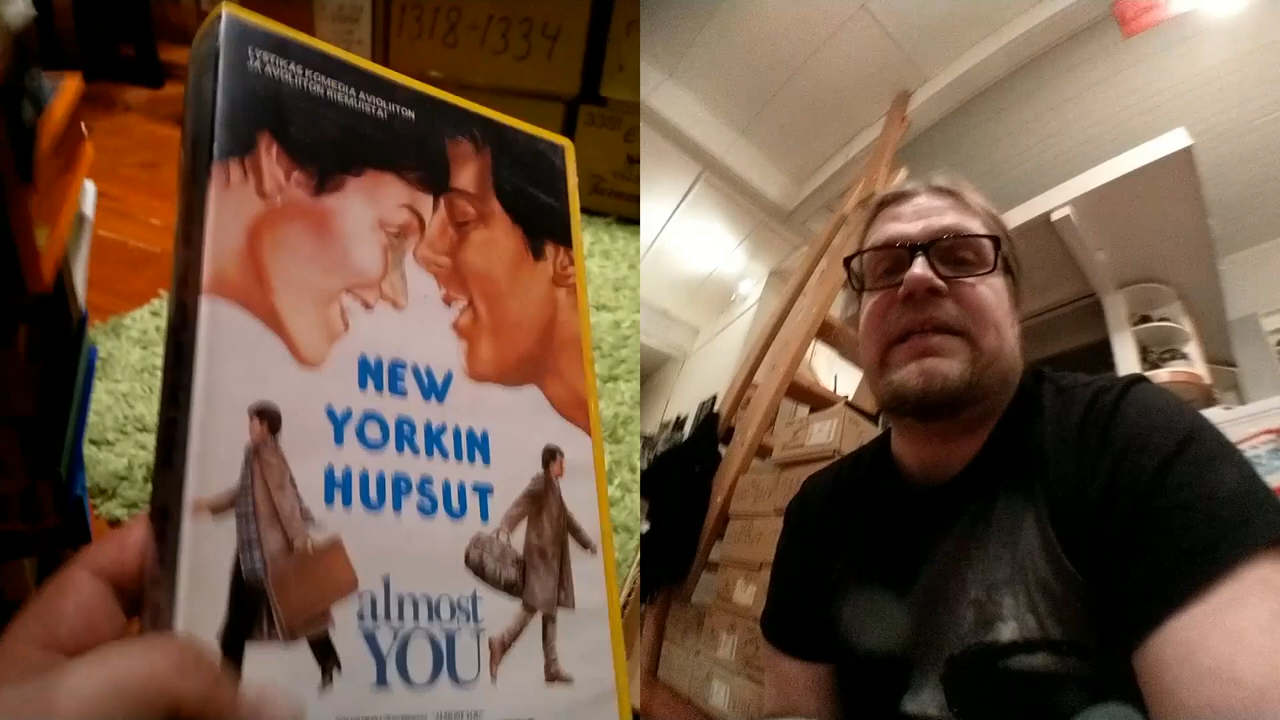 1318-1334
LYSTIKÄS KOMEDIA AVIOLIITON
JA AVOLIITON RIEMUISTA!
NEW
YORKIN
HUPSUT
almost
YOU